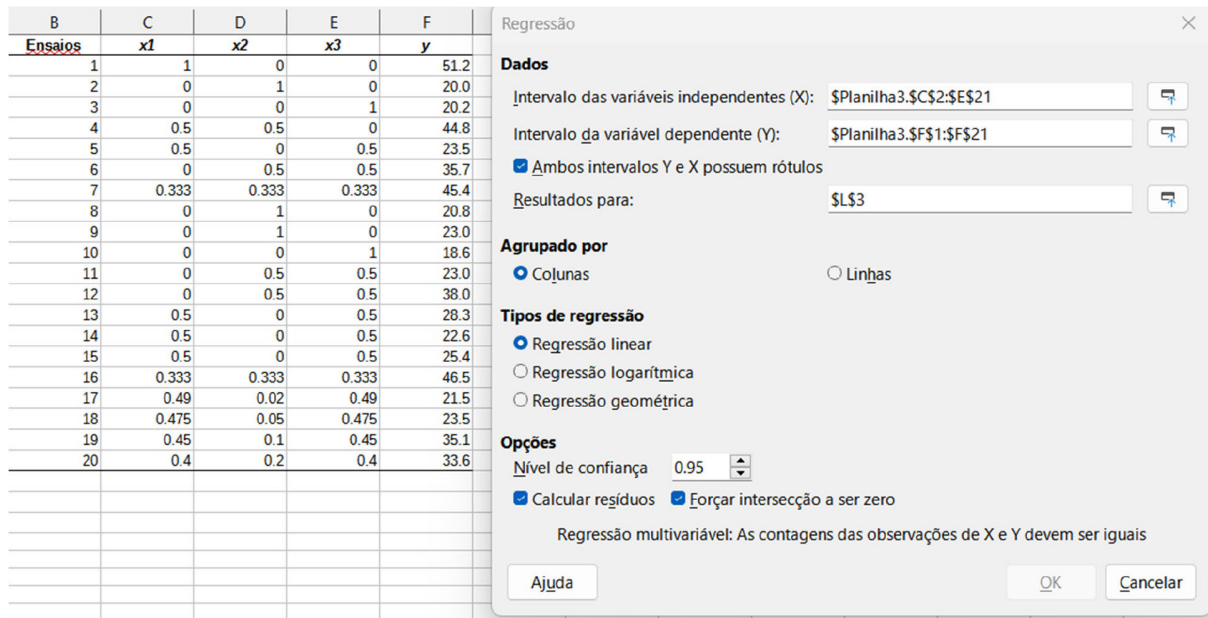 B C D E F
Ensaios x1 x2 x3 y
1 1 0 0 51.2
2 0 1 0 20.0
3 0 0 1 20.2
4 0.5 0.5 0 44.8
5 0.5 0 0.5 23.5
6 0 0.5 0.5 35.7
7 0.333 0.333 0.333 45.4
8 0 1 0 20.8
9 0 1 0 23.0
10 0 0 1 18.6
11 0 0.5 0.5 23.0
12 0 0.5 0.5 38.0
13 0.5 0 0.5 28.3
14 0.5 0 0.5 22.6
15 0.5 0 0.5 25.4
16 0.333 0.333 0.333 46.5
17 0.49 0.02 0.49 21.5
18 0.475 0.05 0.475 23.5
19 0.45 0.1 0.45 35.1
20 0.4 0.2 0.4 33.6
Regressão
Dados
Intervalo das variáveis independentes (X): $Planilha3.$C$2:$E$21
Intervalo da variável dependente (Y): $Planilha3.$F$1:$F$21
Ambos intervalos Y e X possuem rótulos
Resultados para: $L$3
Agrupado por
Colunas Linhas
Tipos de regressão
Regressão linear
Regressão logarítmica
Regressão geométrica
Opções
Nível de confiança 0.95
Calcular resíduos Forçar intersecção a ser zero
Regressão multivariável: As contagens das observações de X e Y devem ser iguais
Ajuda OK Cancelar